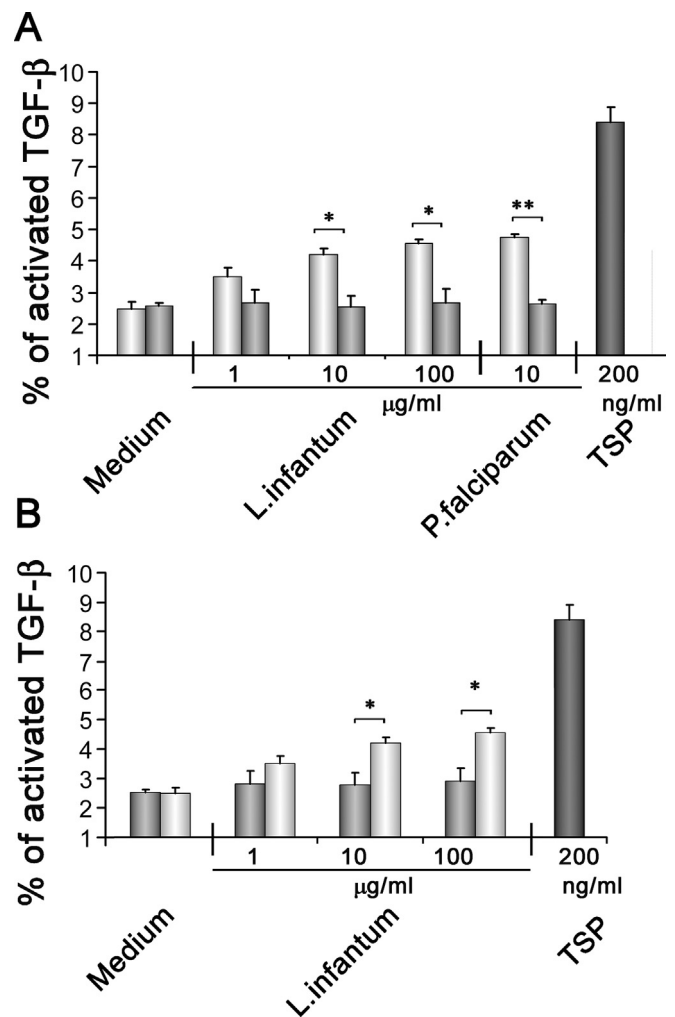 A
% of activated TGF-β
10
9
8
7
6
5
4
3
2
1
* * **
1 10 100 10 200
μg/ml ng/ml
Medium
L.infantum
P.falciparum
TSP
B
% of activated TGF-β
10
9
8
7
6
5
4
3
2
1
* *
1 10 100 200
μg/ml ng/ml
Medium
L.infantum
TSP